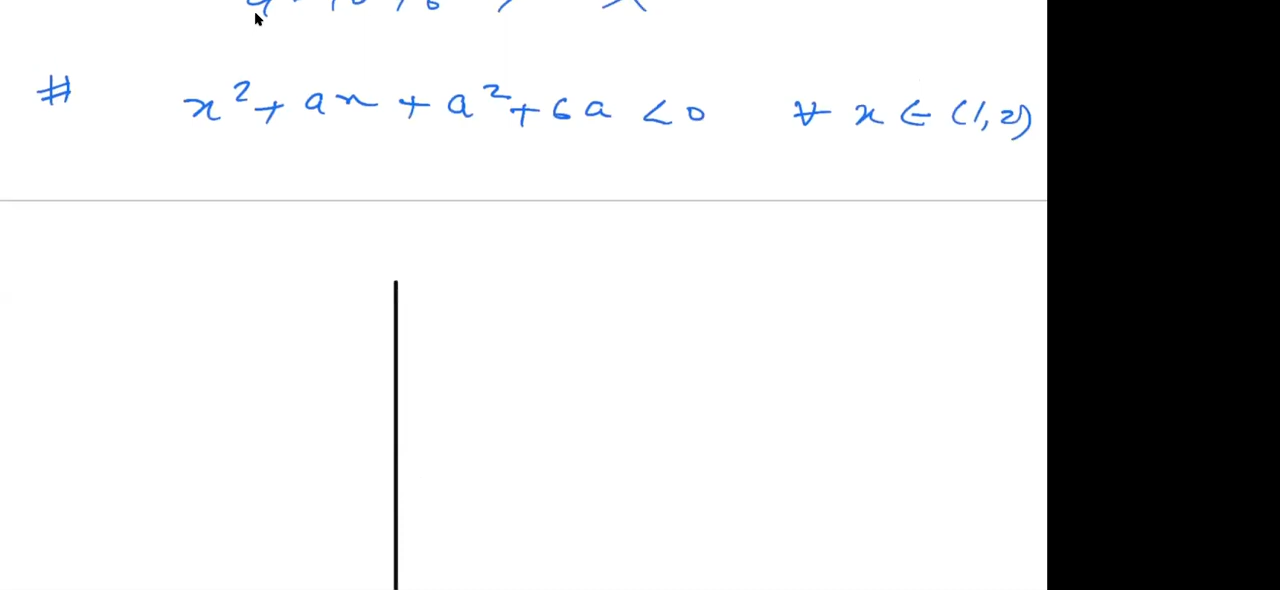 # x² + ax + a² + 6a < 0 ∀ x ∈ (1, 2)